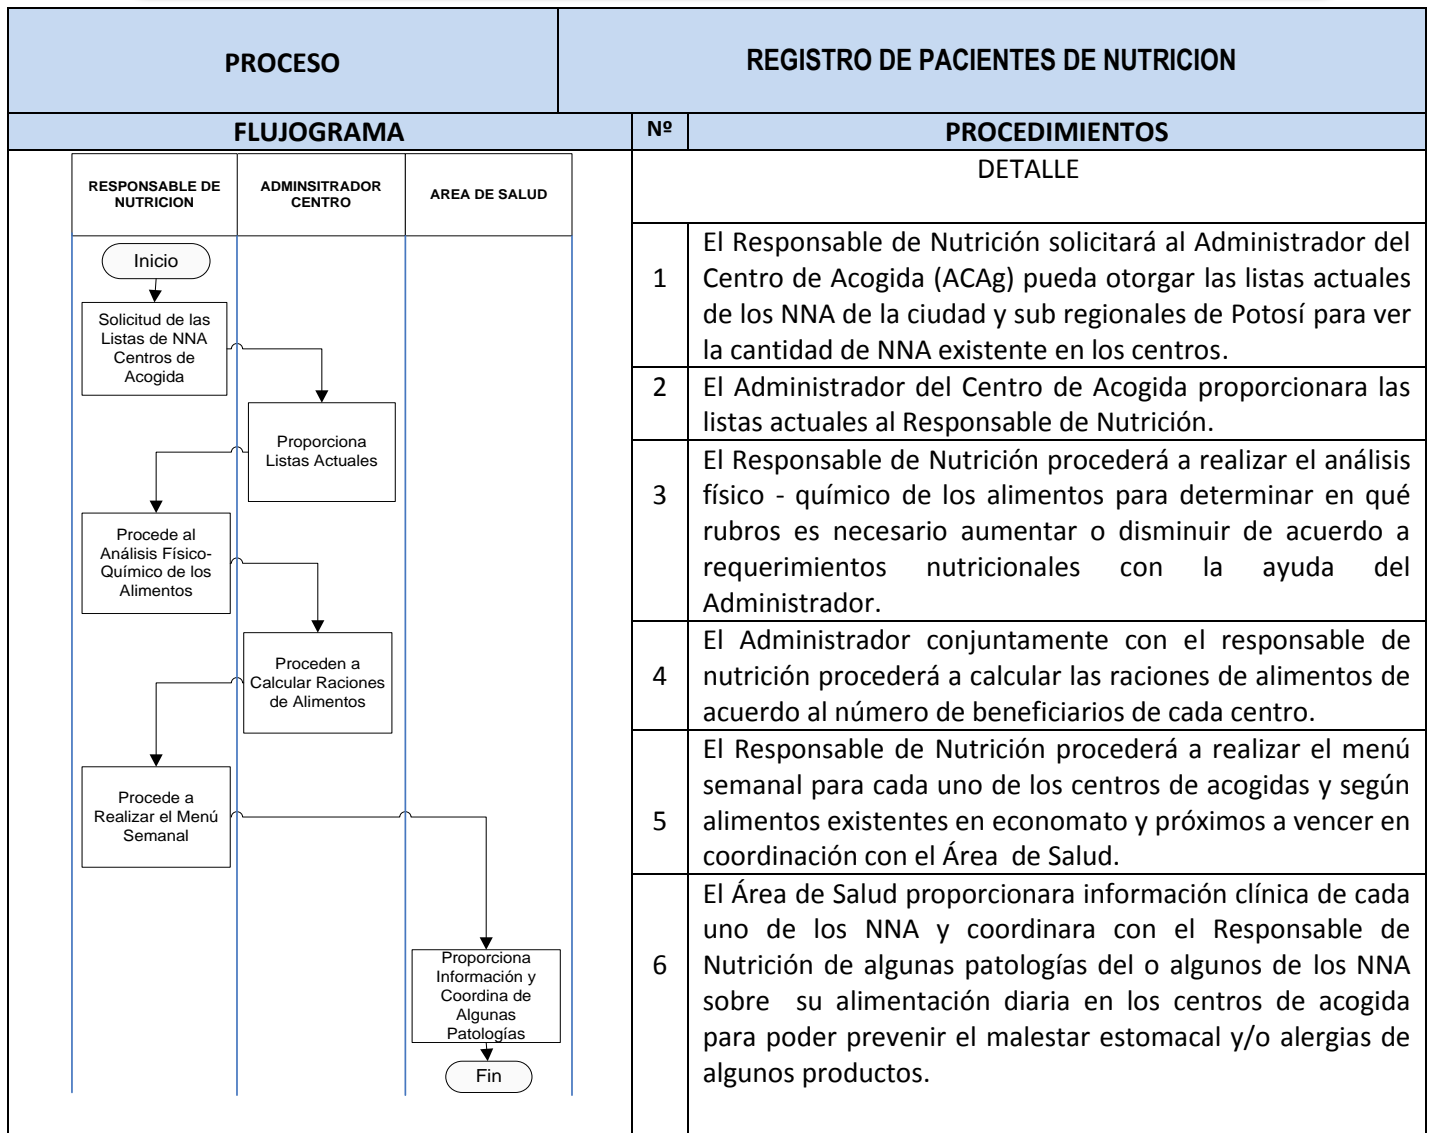 PROCESO
REGISTRO DE PACIENTES DE NUTRICION
FLUJOGRAMA
Nº
PROCEDIMIENTOS
RESPONSABLE DE
NUTRICION
ADMINSITRADOR
CENTRO
AREA DE SALUD
Inicio
Solicitud de las
Listas de NNA
Centros de
Acogida
Proporciona
Listas Actuales
Procede al
Análisis Físico-
Químico de los
Alimentos
Proceden a
Calcular Raciones
de Alimentos
Procede a
Realizar el Menú
Semanal
Proporciona
Información y
Coordina de
Algunas
Patologías
Fin
DETALLE
1
El Responsable de Nutrición solicitará al Administrador del
Centro de Acogida (ACAg) pueda otorgar las listas actuales
de los NNA de la ciudad y sub regionales de Potosí para ver
la cantidad de NNA existente en los centros.
2
El Administrador del Centro de Acogida proporcionara las
listas actuales al Responsable de Nutrición.
3
El Responsable de Nutrición procederá a realizar el análisis
físico - químico de los alimentos para determinar en qué
rubros es necesario aumentar o disminuir de acuerdo a
requerimientos nutricionales con la ayuda del
Administrador.
4
El Administrador conjuntamente con el responsable de
nutrición procederá a calcular las raciones de alimentos de
acuerdo al número de beneficiarios de cada centro.
5
El Responsable de Nutrición procederá a realizar el menú
semanal para cada uno de los centros de acogidas y según
alimentos existentes en economato y próximos a vencer en
coordinación con el Área  de Salud.
6
El Área de Salud proporcionara información clínica de cada
uno de los NNA y coordinara con el Responsable de
Nutrición de algunas patologías del o algunos de los NNA
sobre  su alimentación diaria en los centros de acogida
para poder prevenir el malestar estomacal y/o alergias de
algunos productos.